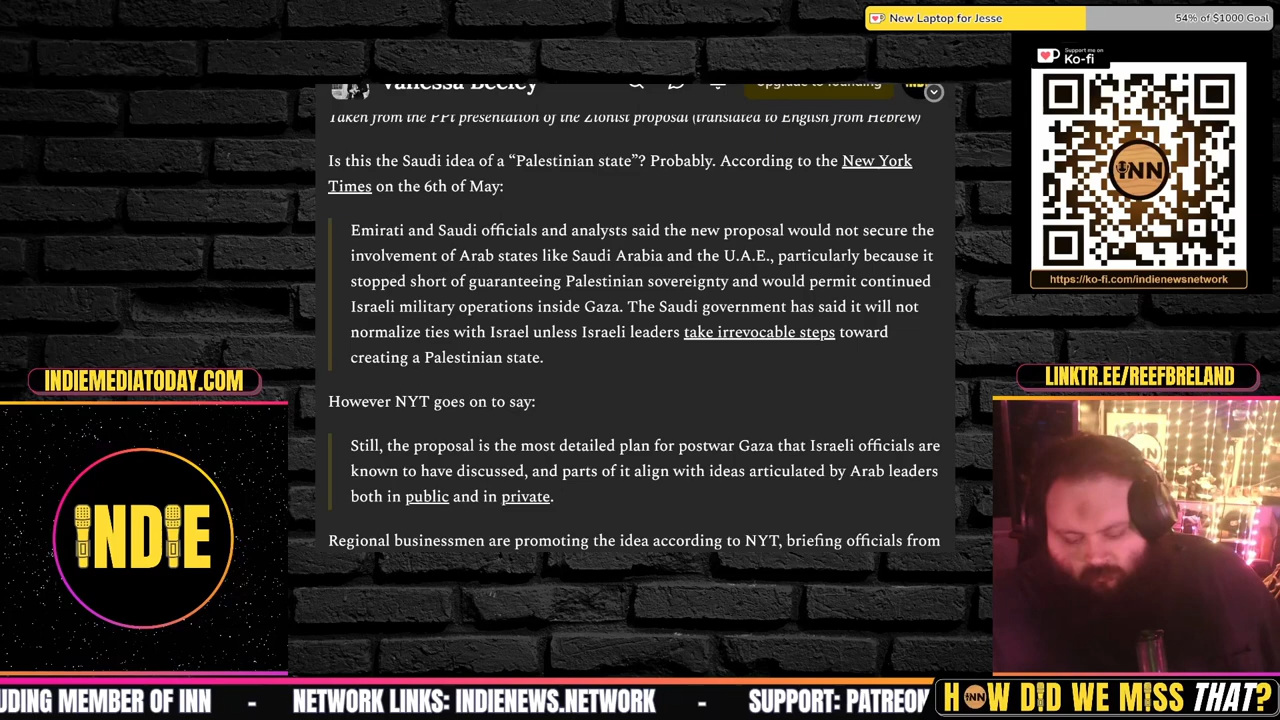 New Laptop for Jesse
54% of $1000 Goal
Support me on
Ko-fi
INN
https://ko-fi.com/indienewsnetwork
Vanessa Beeley
Upgrade to founding
Taken from the PPt presentation of the Zionist proposal (translated to English from Hebrew)
Is this the Saudi idea of a “Palestinian state”? Probably. According to the New York
Times on the 6th of May:
Emirati and Saudi officials and analysts said the new proposal would not secure the
involvement of Arab states like Saudi Arabia and the U.A.E., particularly because it
stopped short of guaranteeing Palestinian sovereignty and would permit continued
Israeli military operations inside Gaza. The Saudi government has said it will not
normalize ties with Israel unless Israeli leaders take irrevocable steps toward
creating a Palestinian state.
However NYT goes on to say:
Still, the proposal is the most detailed plan for postwar Gaza that Israeli officials are
known to have discussed, and parts of it align with ideas articulated by Arab leaders
both in public and in private.
Regional businessmen are promoting the idea according to NYT, briefing officials from
INDIEMEDIATODAY.COM
INDIE
LINKTR.EE/REEFBRELAND
UDING MEMBER OF INN - NETWORK LINKS: INDIENEWS.NETWORK - SUPPORT: PATREON
HOW DID WE MISS THAT?